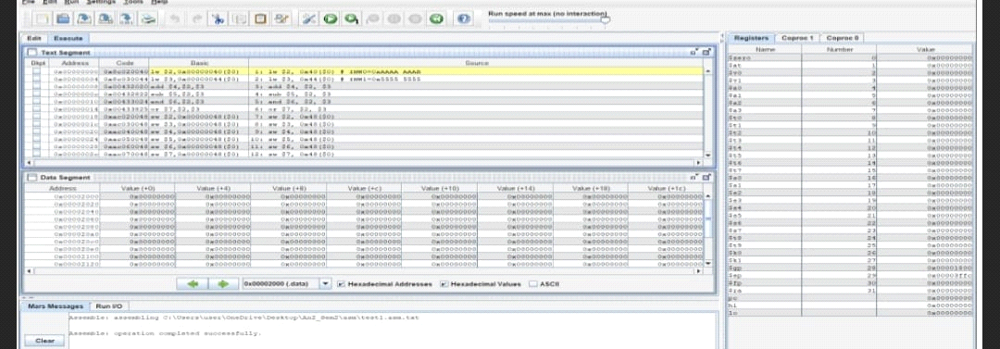 File Edit Run Settings Tools Help
Run speed at max (no interaction)
Edit Execute
Text Segment
Bkpt Address Code Basic Source
0x00000000 0x8c020040 lw $2,0x00000040($0) 1: lw $2, 0x40($0) # INW0=0xAAAA AAAA
0x00000004 0x8c030044 lw $3,0x00000044($0) 2: lw $3, 0x44($0) # INW1=0x5555 5555
0x00000008 0x00432020 add $4,$2,$3 3: add $4, $2, $3
0x0000000c 0x00432822 sub $5,$2,$3 4: sub $5, $2, $3
0x00000010 0x00433024 and $6,$2,$3 5: and $6, $2, $3
0x00000014 0x00433825 or $7,$2,$3 6: or $7, $2, $3
0x00000018 0xac020048 sw $2,0x00000048($0) 7: sw $2, 0x48($0)
0x0000001c 0xac030048 sw $3,0x00000048($0) 8: sw $3, 0x48($0)
0x00000020 0xac040048 sw $4,0x00000048($0) 9: sw $4, 0x48($0)
0x00000024 0xac050048 sw $5,0x00000048($0) 10: sw $5, 0x48($0)
0x00000028 0xac060048 sw $6,0x00000048($0) 11: sw $6, 0x48($0)
0x0000002c 0xac070048 sw $7,0x00000048($0) 12: sw $7, 0x48($0)
Data Segment
Address Value (+0) Value (+4) Value (+8) Value (+c) Value (+10) Value (+14) Value (+18) Value (+1c)
0x00002000 0x00000000 0x00000000 0x00000000 0x00000000 0x00000000 0x00000000 0x00000000 0x00000000
0x00002020 0x00000000 0x00000000 0x00000000 0x00000000 0x00000000 0x00000000 0x00000000 0x00000000
0x00002040 0x00000000 0x00000000 0x00000000 0x00000000 0x00000000 0x00000000 0x00000000 0x00000000
0x00002060 0x00000000 0x00000000 0x00000000 0x00000000 0x00000000 0x00000000 0x00000000 0x00000000
0x00002080 0x00000000 0x00000000 0x00000000 0x00000000 0x00000000 0x00000000 0x00000000 0x00000000
0x000020a0 0x00000000 0x00000000 0x00000000 0x00000000 0x00000000 0x00000000 0x00000000 0x00000000
0x000020c0 0x00000000 0x00000000 0x00000000 0x00000000 0x00000000 0x00000000 0x00000000 0x00000000
0x000020e0 0x00000000 0x00000000 0x00000000 0x00000000 0x00000000 0x00000000 0x00000000 0x00000000
0x00002100 0x00000000 0x00000000 0x00000000 0x00000000 0x00000000 0x00000000 0x00000000 0x00000000
0x00002120 0x00000000 0x00000000 0x00000000 0x00000000 0x00000000 0x00000000 0x00000000 0x00000000
0x00002000 (.data) Hexadecimal Addresses Hexadecimal Values ASCII
Mars Messages Run I/O
Assemble: assembling C:\Users\user\OneDrive\Desktop\An2_Sem2\asm\test1.asm.txt
Assemble: operation completed successfully.
Clear
Registers Coproc 1 Coproc 0
Name Number Value
$zero 0 0x00000000
$at 1 0x00000000
$v0 2 0x00000000
$v1 3 0x00000000
$a0 4 0x00000000
$a1 5 0x00000000
$a2 6 0x00000000
$a3 7 0x00000000
$t0 8 0x00000000
$t1 9 0x00000000
$t2 10 0x00000000
$t3 11 0x00000000
$t4 12 0x00000000
$t5 13 0x00000000
$t6 14 0x00000000
$t7 15 0x00000000
$s0 16 0x00000000
$s1 17 0x00000000
$s2 18 0x00000000
$s3 19 0x00000000
$s4 20 0x00000000
$s5 21 0x00000000
$s6 22 0x00000000
$s7 23 0x00000000
$t8 24 0x00000000
$t9 25 0x00000000
$k0 26 0x00000000
$k1 27 0x00000000
$gp 28 0x00001800
$sp 29 0x00003ffc
$fp 30 0x00000000
$ra 31 0x00000000
pc 0x00000000
hi 0x00000000
lo 0x00000000